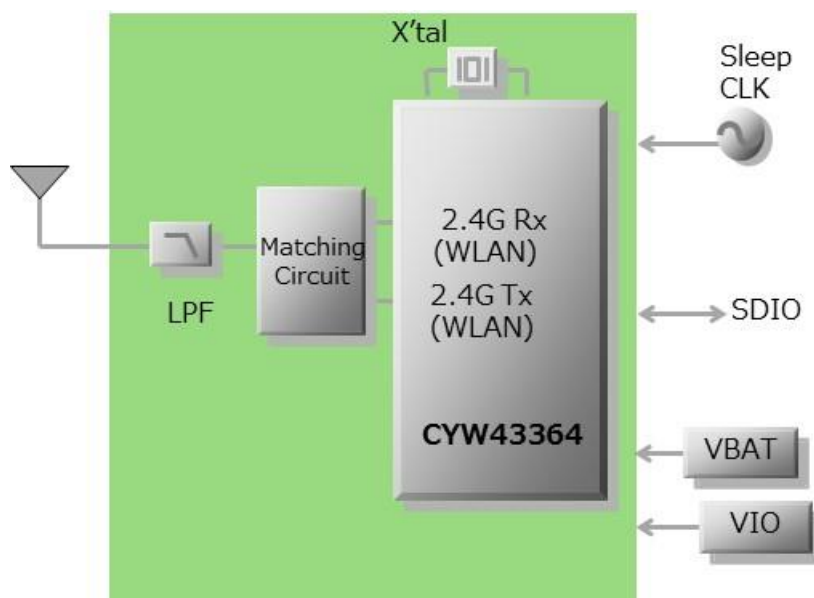 X'tal
Sleep
CLK
2.4G Rx
(WLAN)
Matching
Circuit
2.4G Tx
(WLAN)
LPF
SDIO
CYW43364
VBAT
VIO